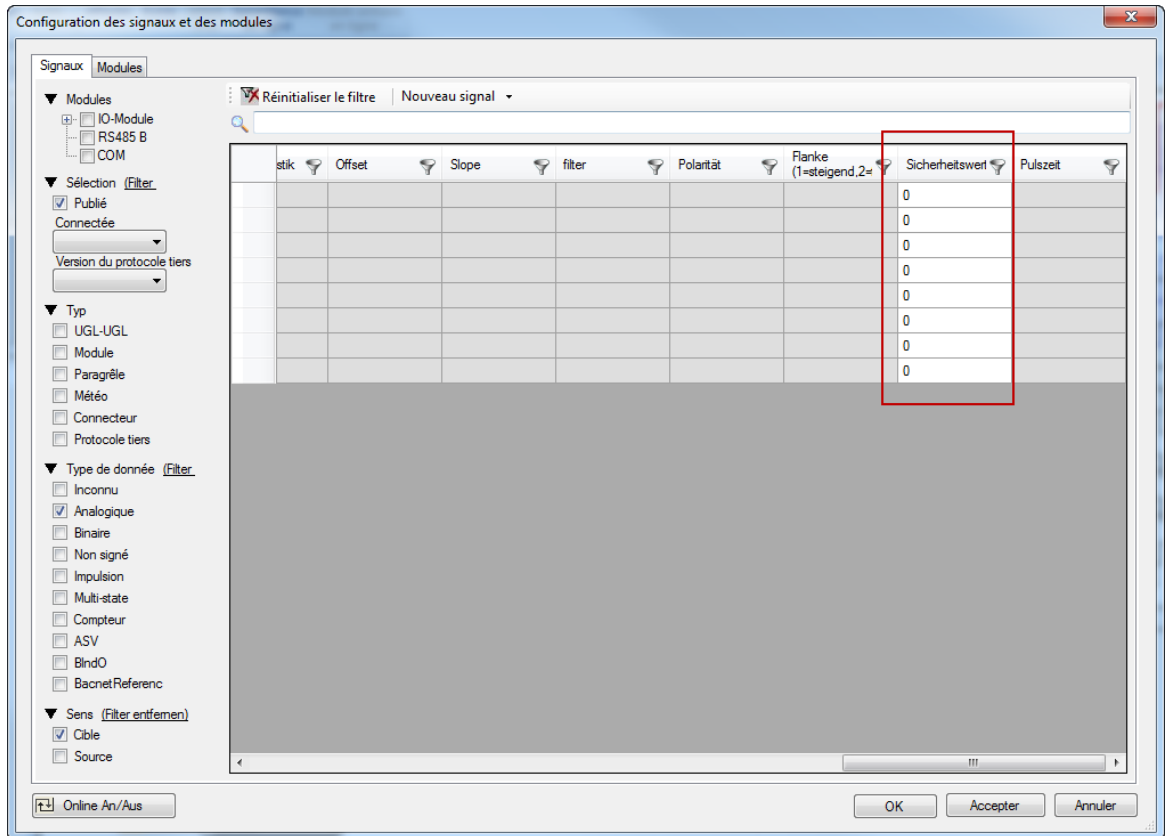 Configuration des signaux et des modules
Signaux Modules
Modules
IO-Module
RS485 B
COM
Sélection (Filter
Publié
Connectée
Version du protocole tiers
Typ
UGL-UGL
Module
Paragrêle
Météo
Connecteur
Protocole tiers
Type de donnée (Filter
Inconnu
Analogique
Binaire
Non signé
Impulsion
Multi-state
Compteur
ASV
BIndO
BacnetReferenc
Sens (Filter entfernen)
Cible
Source
Réinitialiser le filtre Nouveau signal
stik Offset Slope filter Polarität Flanke Sicherheitswert Pulszeit
(1=steigend,2=
0
0
0
0
0
0
0
0
Online An/Aus OK Accepter Annuler